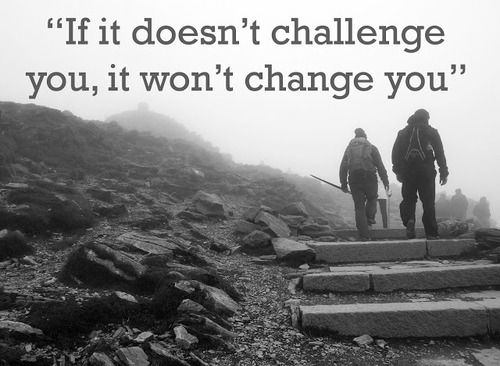 “If it doesn’t challenge
you, it won’t change you”